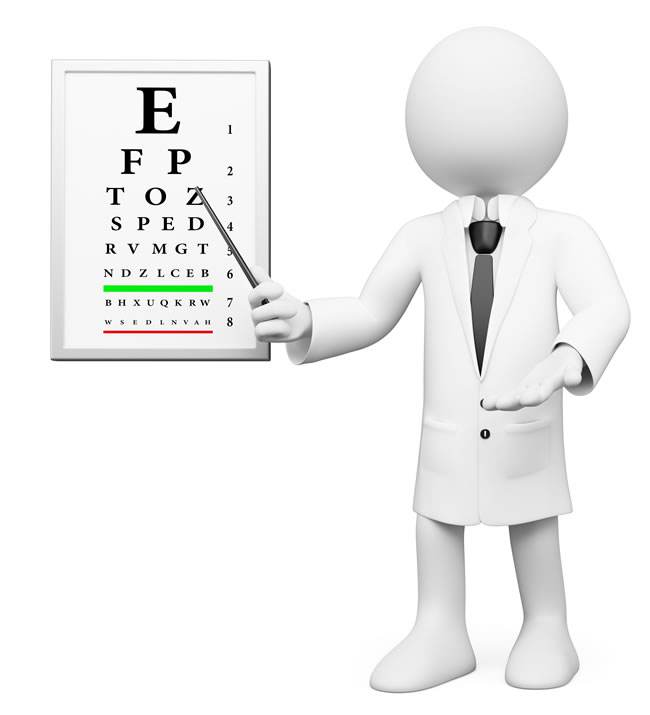 E 1
F P 2
T O Z 3
S P E D 4
R V M G T 5
N D Z L C E B 6
B H X U Q K R W 7
W S E D L N V A H 8